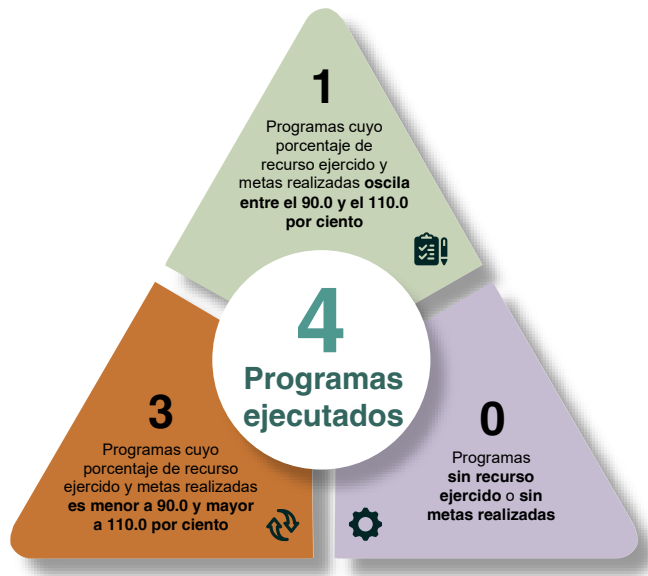 1
Programas cuyo
porcentaje de
recurso ejercido y
metas realizadas oscila
entre el 90.0 y el 110.0
por ciento
4
Programas
ejecutados
3
Programas cuyo
porcentaje de recurso
ejercido y metas realizadas
es menor a 90.0 y mayor
a 110.0 por ciento
0
Programas
sin recurso
ejercido o sin
metas realizadas